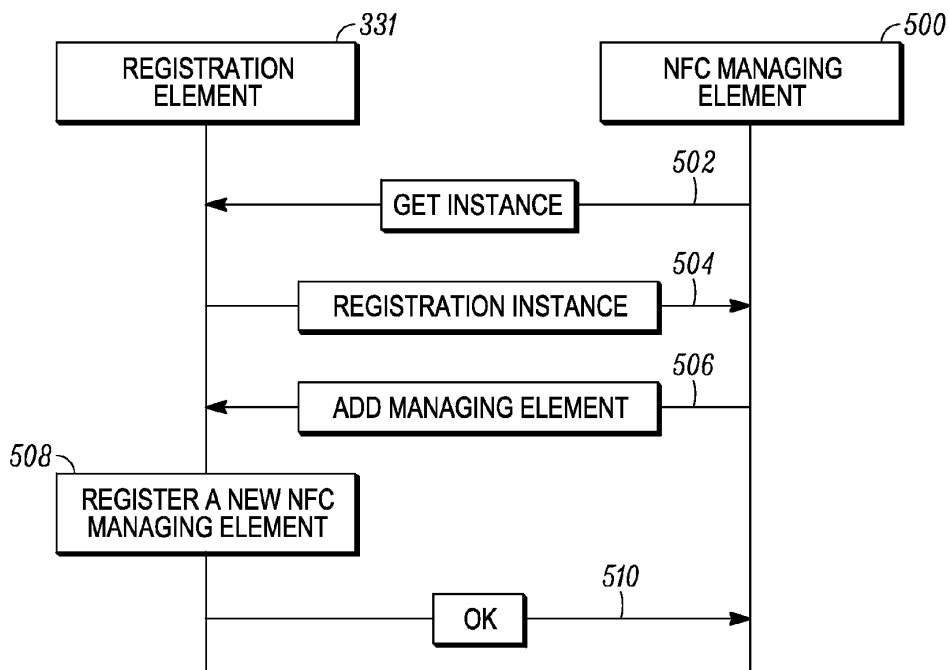 331
500
REGISTRATION
ELEMENT
NFC MANAGING
ELEMENT
502
GET INSTANCE
504
REGISTRATION INSTANCE
506
ADD MANAGING ELEMENT
508
REGISTER A NEW NFC
MANAGING ELEMENT
510
OK